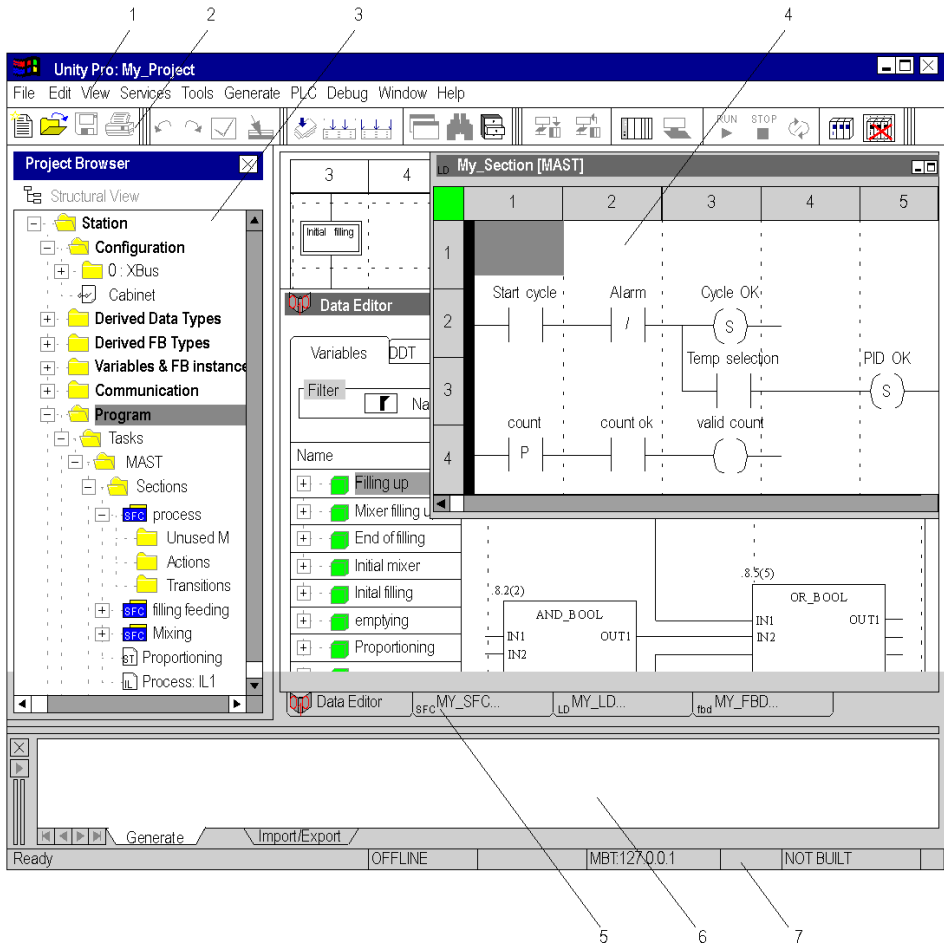 1 2 3 4
Unity Pro: My_Project
File Edit View Services Tools Generate PLC Debug Window Help
RUN STOP
Project Browser
Structural View
Station
Configuration
0 : XBus
Cabinet
Derived Data Types
Derived FB Types
Variables & FB instance
Communication
Program
Tasks
MAST
Sections
SFC process
Unused M
Actions
Transitions
SFC filling feeding
SFC Mixing
ST Proportioning
IL Process: IL1
3 4
Initial filling
Data Editor
Variables DDT
Filter
Na
Name
Filling up
Mixer filling u
End of filling
Initial mixer
Inital filling
emptying
Proportioning
LD My_Section [MAST]
1 2 3 4 5
1
Start cycle Alarm Cycle OK
2 / S
Temp selection PID OK
3 S
count count ok valid count
4 P
.8.2(2)
AND_BOOL
IN1 OUT1
IN2
.8.5(5)
OR_BOOL
IN1 OUT1
IN2
Data Editor SFC MY_SFC... LD MY_LD... fbd MY_FBD...
Generate Import/Export
Ready OFFLINE MBT:127.0.0.1 NOT BUILT
5 6 7